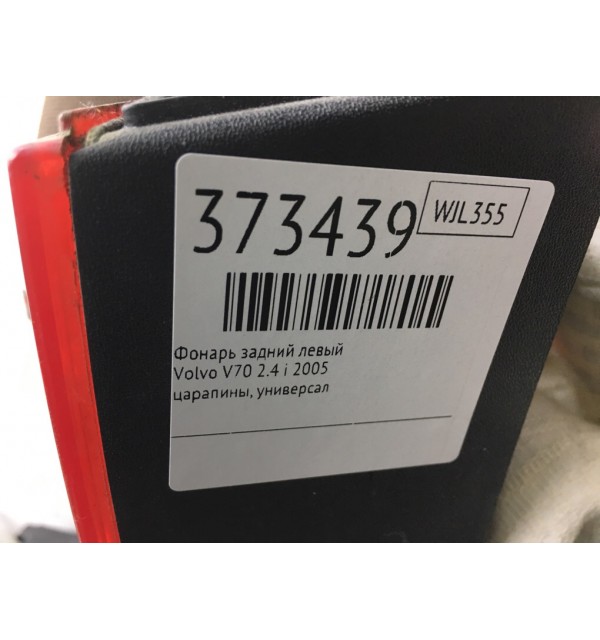 373439
WJL355
Фонарь задний левый
Volvo V70 2.4 i 2005
царапины, универсал